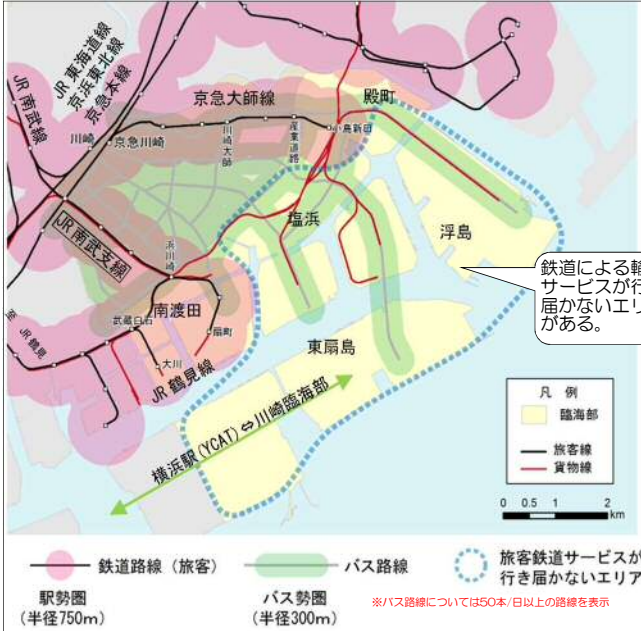 JR 東海道線
京浜東北線
京急本線
JR 南武線
京急大師線
殿町
川崎
京急川崎
川崎大師
産業道路
小島新田
塩浜
浮島
JR 南武支線
浜川崎
南渡田
武蔵白石
扇町
至 JR 鶴見
大川
JR 鶴見線
東扇島
横浜駅(YCAT)⇔川崎臨海部
鉄道による輸
サービスが行
届かないエリ
がある。
凡 例
臨海部
旅客線
貨物線
0 0.5 1 2
km
鉄道路線(旅客)
駅勢圏
(半径750m)
バス路線
バス勢圏
(半径300m)
旅客鉄道サービスが
行き届かないエリア
※バス路線については50本/日以上の路線を表示